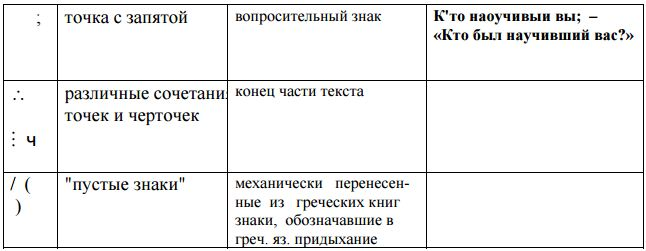 ; точка с запятой вопросительный знак К'то наоучивыи вы; –
«Кто был научивший вас?»
∴ различные сочетания конец части текста
точек и черточек
⁝ ч
/ ( "пустые знаки" механически перенесен-
) ные из греческих книг
знаки, обозначавшие в
греч. яз. придыхание